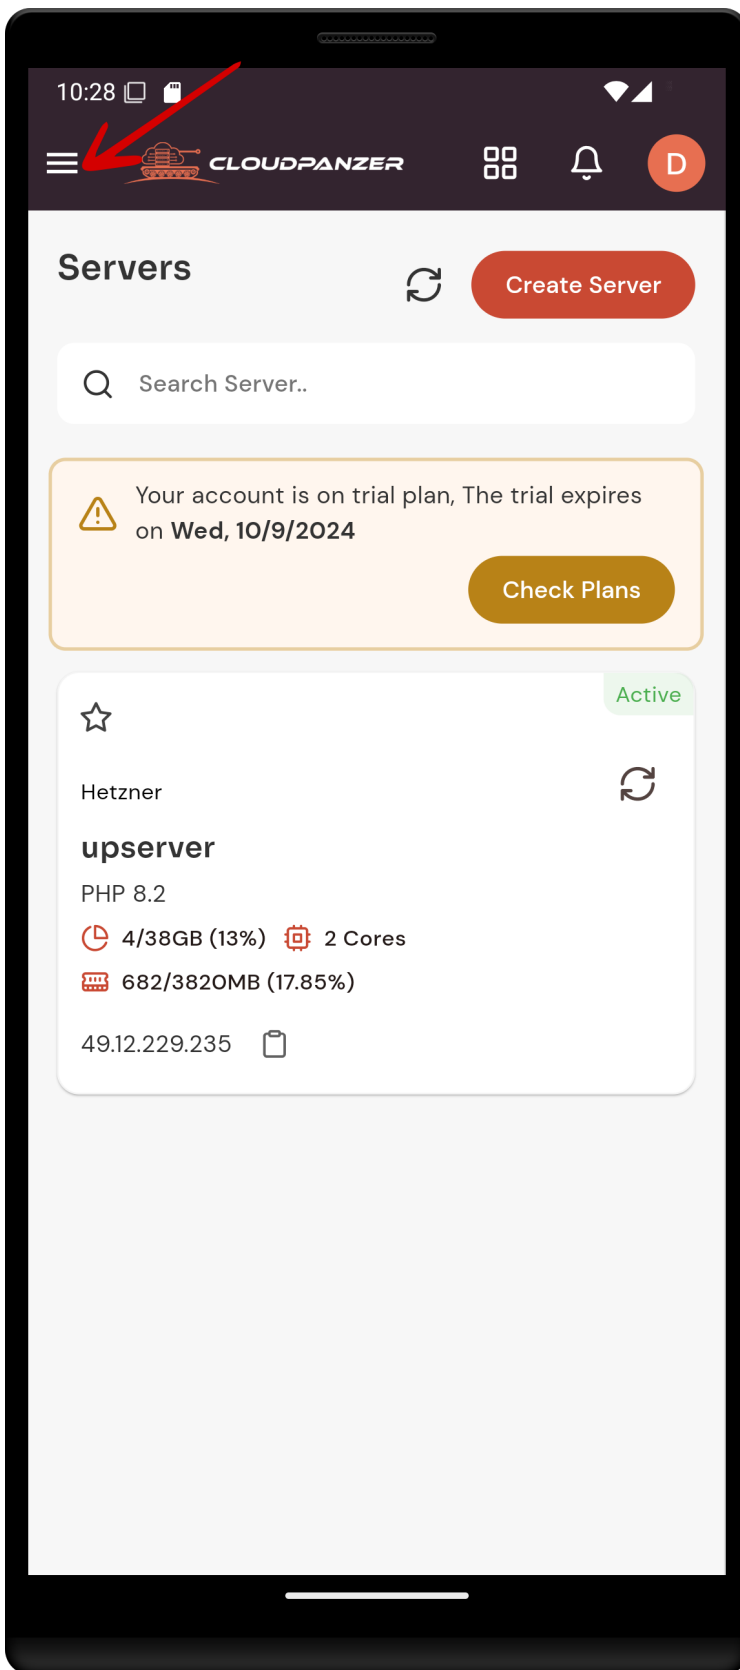 10:28
CLOUDPANZER
D
Servers
Create Server
Search Server..
Your account is on trial plan, The trial expires
on Wed, 10/9/2024
Check Plans
Active
Hetzner
upserver
PHP 8.2
4/38GB (13%) 2 Cores
682/3820MB (17.85%)
49.12.229.235